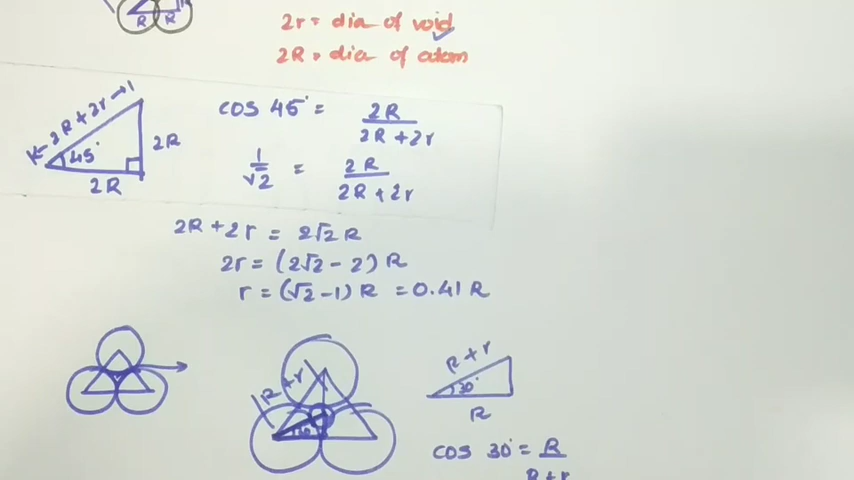 R R
2r = dia of void
2R = dia of atom
2R + 2r
45°
2R
2R
cos 45° = 2R / 2R + 2r
1/√2 = 2R / 2R + 2r
2R + 2r = 2√2 R
2r = (2√2 - 2) R
r = (√2 - 1) R = 0.41 R
R + r
R + r
30°
R
cos 30° = R / R + r